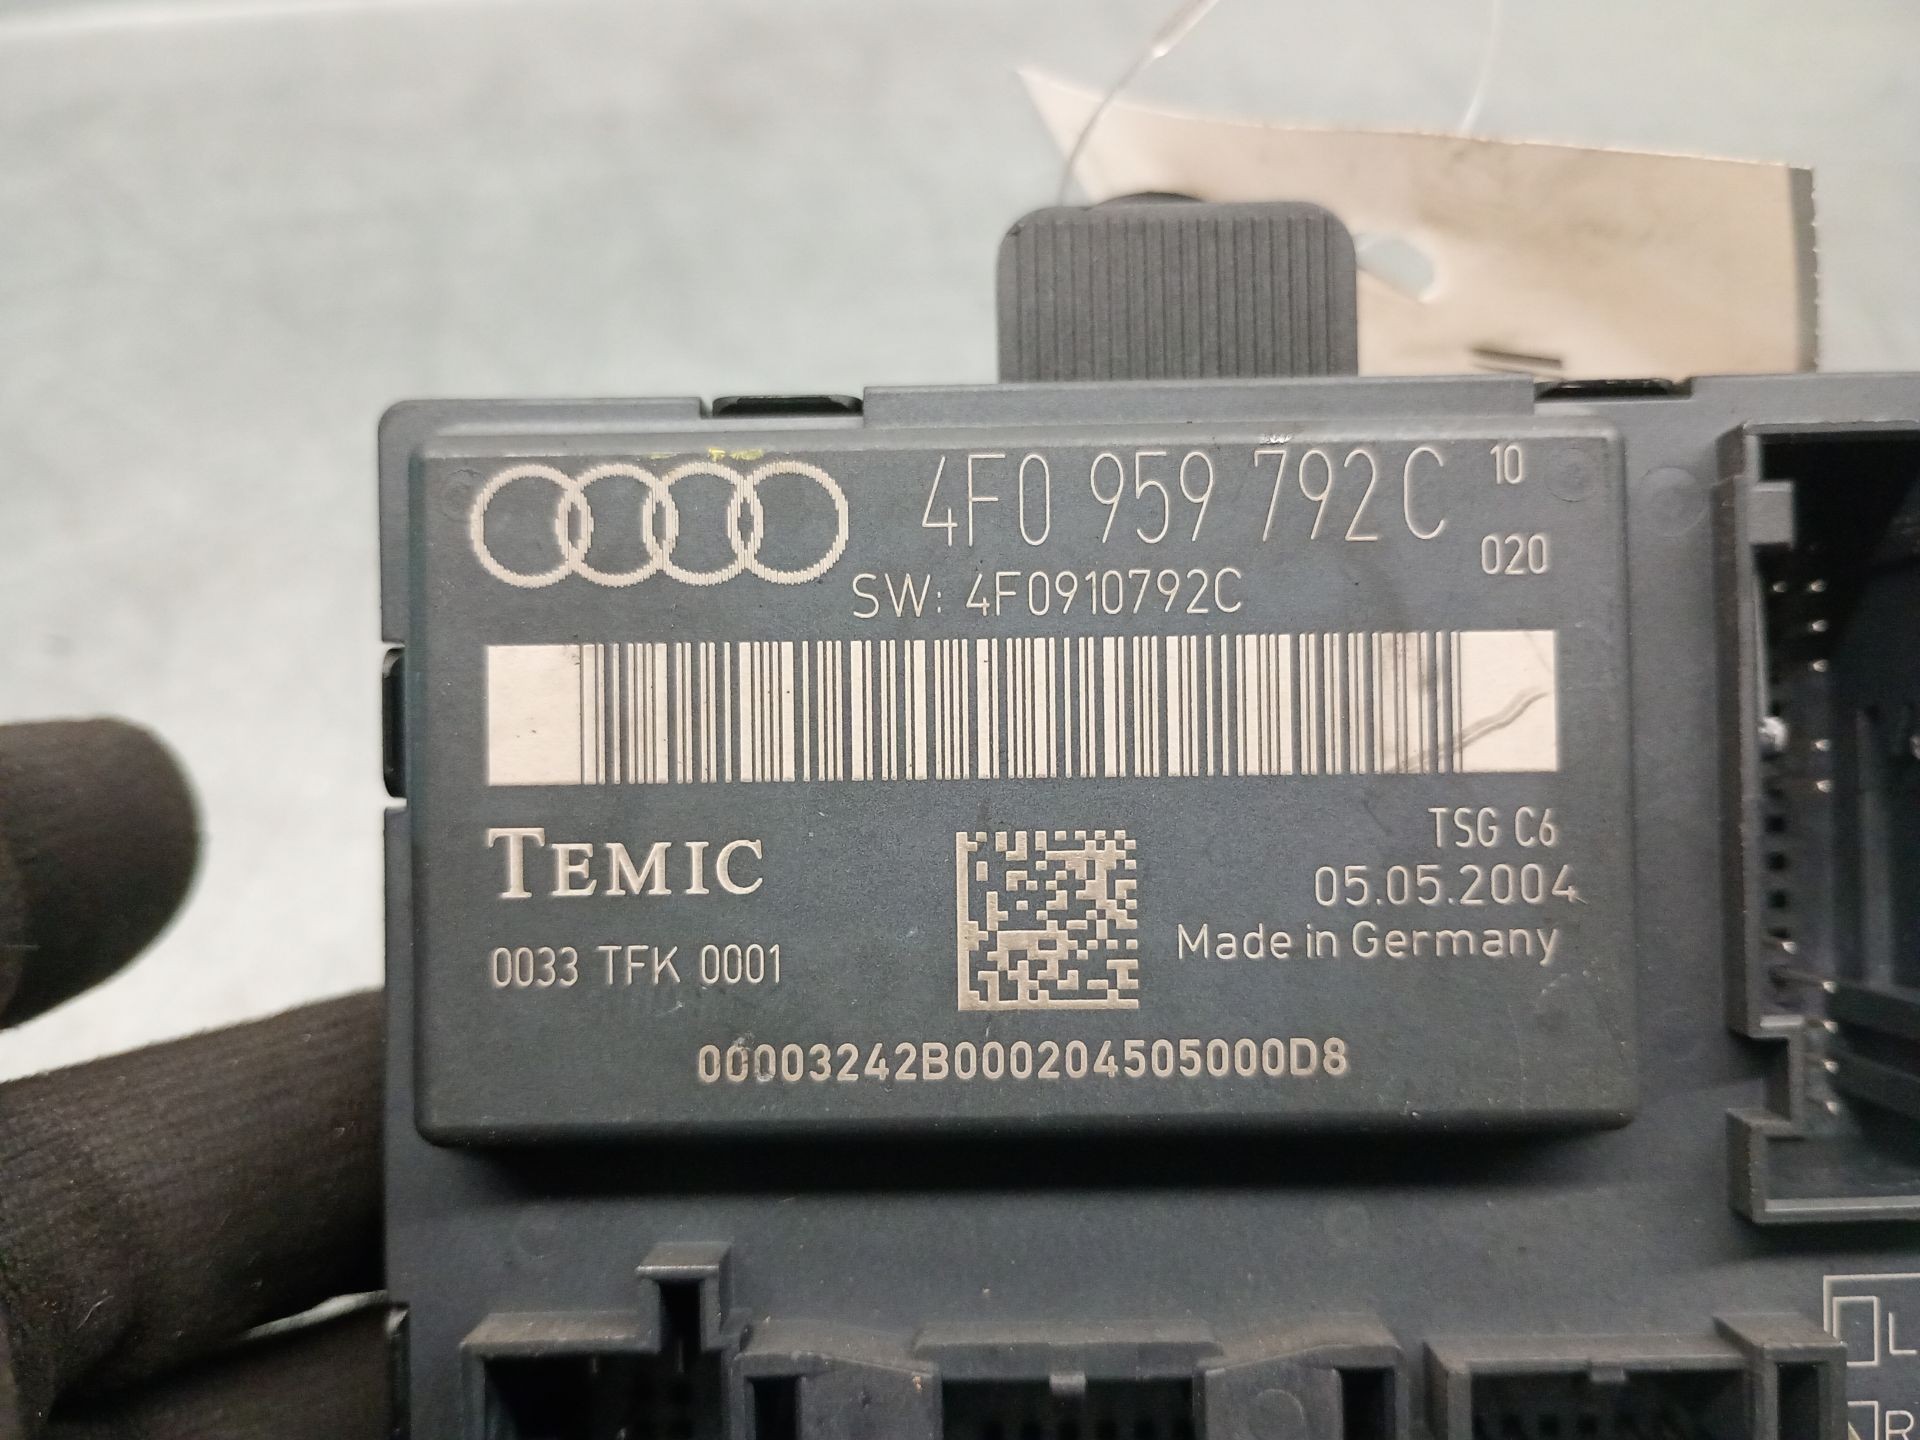 4F0 959 792C 10
020
SW: 4F0910792C
TEMIC
TSG C6
05.05.2004
Made in Germany
0033 TFK 0001
00003242B000204505000D8
L
R